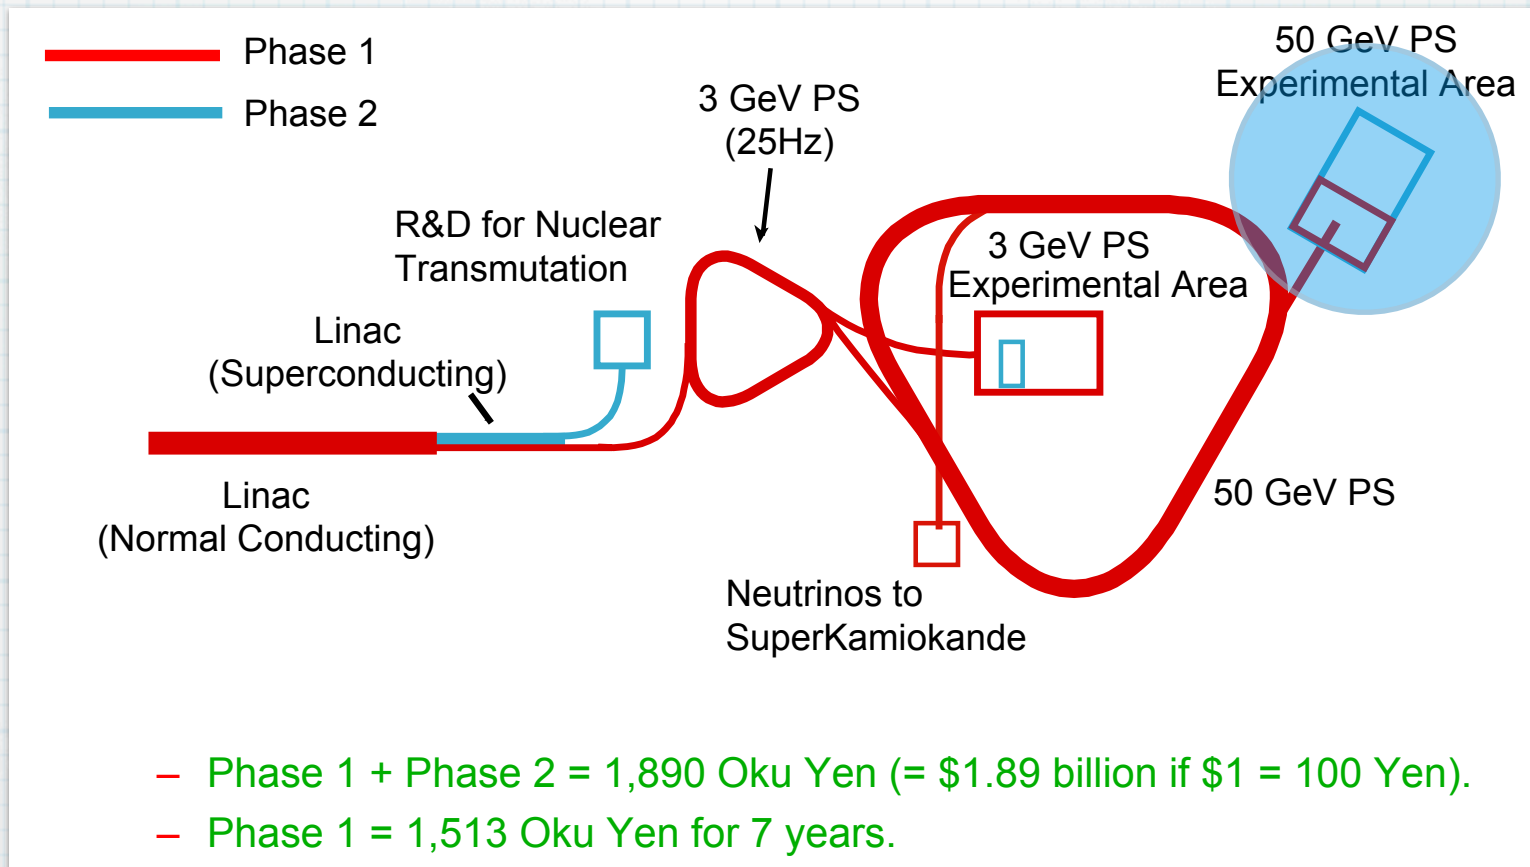 Phase 1
Phase 2
50 GeV PS
Experimental Area
3 GeV PS
(25Hz)
R&D for Nuclear
Transmutation
3 GeV PS
Experimental Area
Linac
(Superconducting)
Linac
(Normal Conducting)
50 GeV PS
Neutrinos to
SuperKamiokande
– Phase 1 + Phase 2 = 1,890 Oku Yen (= $1.89 billion if $1 = 100 Yen).
– Phase 1 = 1,513 Oku Yen for 7 years.